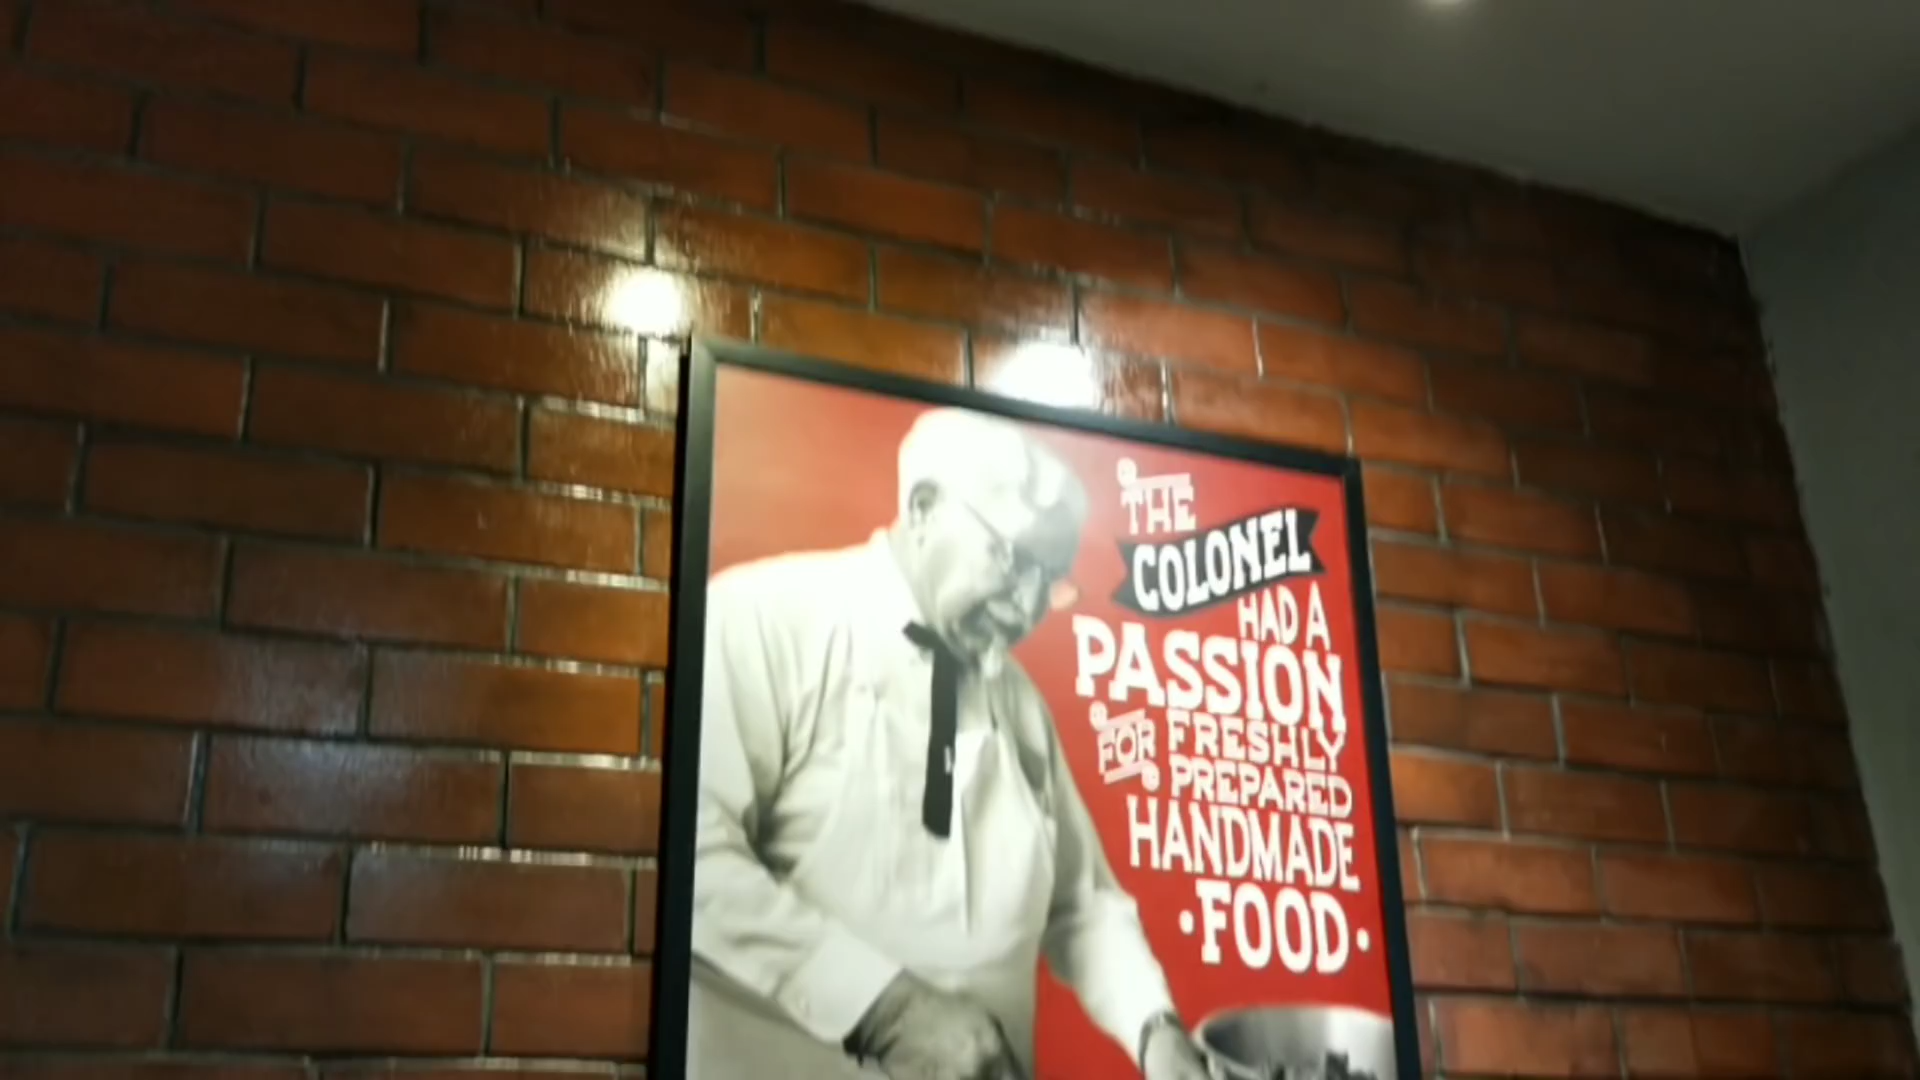 THE
COLONEL
HAD A
PASSION
FOR FRESHLY
PREPARED
HANDMADE
•FOOD•